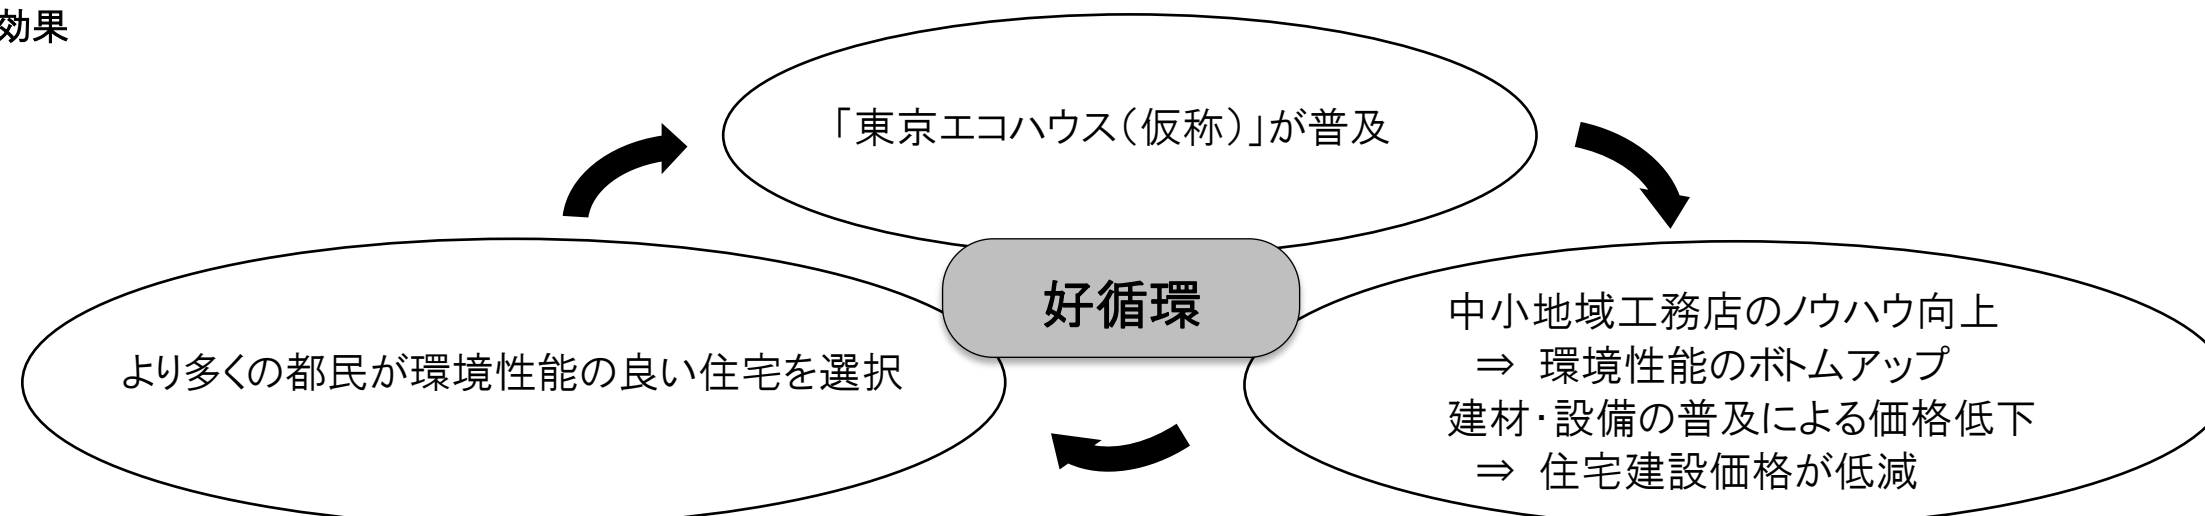 効果
「東京エコハウス（仮称）」が普及
好循環
中小地域工務店のノウハウ向上
⇒ 環境性能のボトムアップ
建材・設備の普及による価格低下
⇒ 住宅建設価格が低減
より多くの都民が環境性能の良い住宅を選択